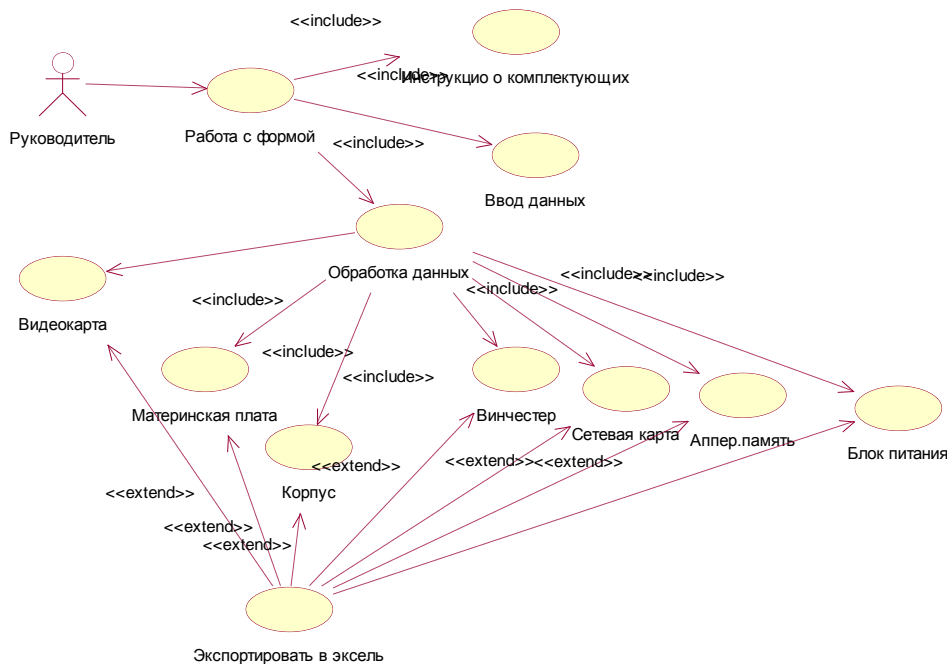 <<include>>
<<include>>
Инструкцио о комплектующих
Руководитель
Работа с формой
<<include>>
Ввод данных
Обработка данных
<<include>>
<<include>>
Видеокарта
<<include>>
<<include>>
<<include>>
<<include>>
Материнская плата
Винчестер
Сетевая карта
Аппер.память
Блок питания
<<extend>>
<<extend>>
<<extend>>
Корпус
<<extend>>
<<extend>>
<<extend>>
Экспортировать в эксель